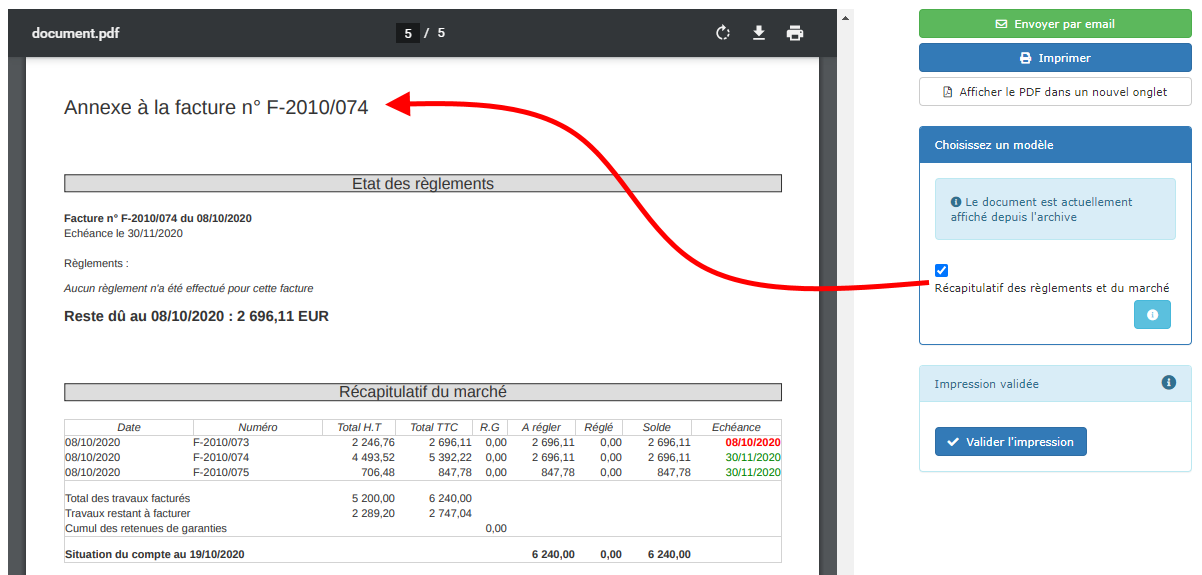 document.pdf
5 / 5
Annexe à la facture n° F-2010/074
Etat des règlements
Facture n° F-2010/074 du 08/10/2020
Echéance le 30/11/2020
Règlements :
Aucun règlement n'a été effectué pour cette facture
Reste dû au 08/10/2020 : 2 696,11 EUR
Récapitulatif du marché
Date Numéro Total H.T Total TTC R.G A régler Réglé Solde Echéance
08/10/2020 F-2010/073 2 246,76 2 696,11 0,00 2 696,11 0,00 2 696,11 08/10/2020
08/10/2020 F-2010/074 4 493,52 5 392,22 0,00 2 696,11 0,00 2 696,11 30/11/2020
08/10/2020 F-2010/075 706,48 847,78 0,00 847,78 0,00 847,78 30/11/2020
Total des travaux facturés 5 200,00 6 240,00
Travaux restant à facturer 2 289,20 2 747,04
Cumul des retenues de garanties 0,00
Situation du compte au 19/10/2020 6 240,00 0,00 6 240,00
Envoyer par email
Imprimer
Afficher le PDF dans un nouvel onglet
Choisissez un modèle
Le document est actuellement
affiché depuis l'archive
Récapitulatif des règlements et du marché
Impression validée
Valider l'impression